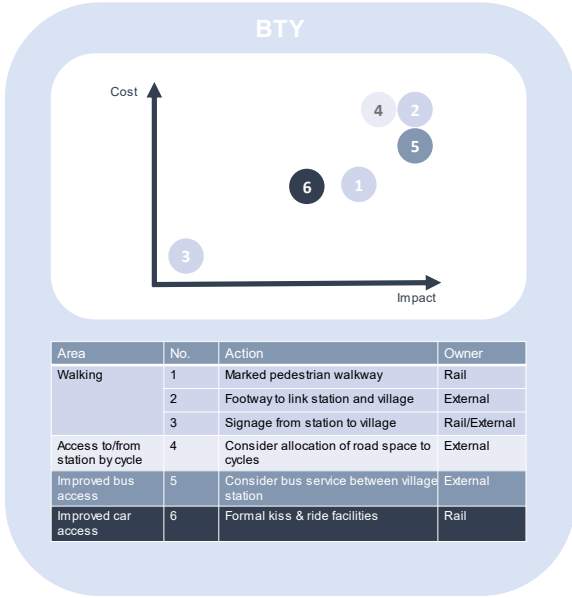 BTY
Cost
4 2
5
6 1
3
Impact
Area No. Action Owner
Walking 1 Marked pedestrian walkway Rail
2 Footway to link station and village External
3 Signage from station to village Rail/External
Access to/from 4 Consider allocation of road space to External
station by cycle cycles
Improved bus 5 Consider bus service between village External
access station
Improved car 6 Formal kiss & ride facilities Rail
access